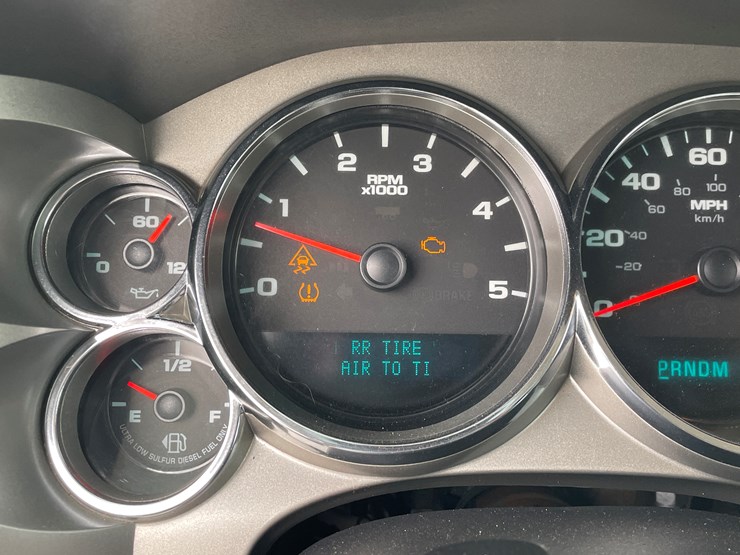 60
0
12
1/2
E
F
ULTRA LOW SULFUR DIESEL FUEL ONLY
0
1
2
3
4
5
RPM
x1000
BRAKE
RR TIRE
AIR TO TI
0
20
40
60
-20
40
60
80
100
MPH
km/h
PRNDM